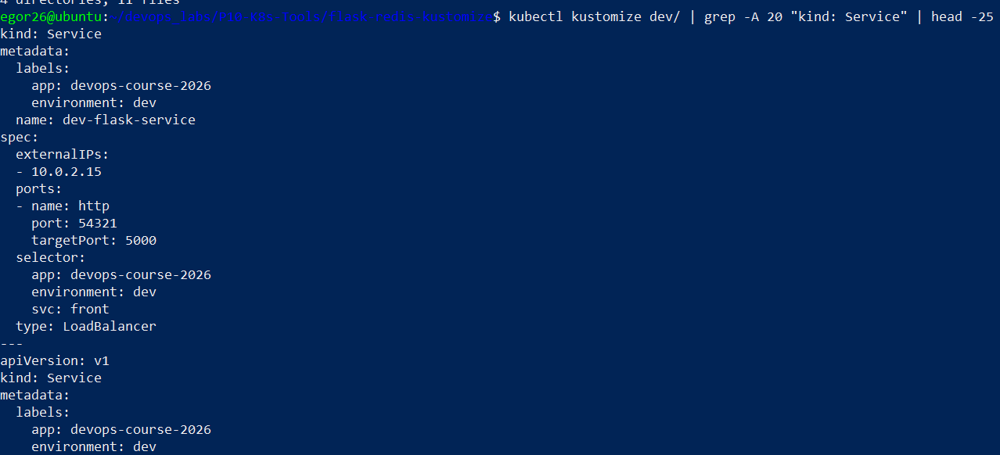 4 directories, 11 files
egor26@ubuntu:~/devops_labs/P10-K8s-Tools/flask-redis-kustomize$ kubectl kustomize dev/ | grep -A 20 "kind: Service" | head -25
kind: Service
metadata:
  labels:
    app: devops-course-2026
    environment: dev
  name: dev-flask-service
spec:
  externalIPs:
  - 10.0.2.15
  ports:
  - name: http
    port: 54321
    targetPort: 5000
  selector:
    app: devops-course-2026
    environment: dev
    svc: front
  type: LoadBalancer
---
apiVersion: v1
kind: Service
metadata:
  labels:
    app: devops-course-2026
    environment: dev